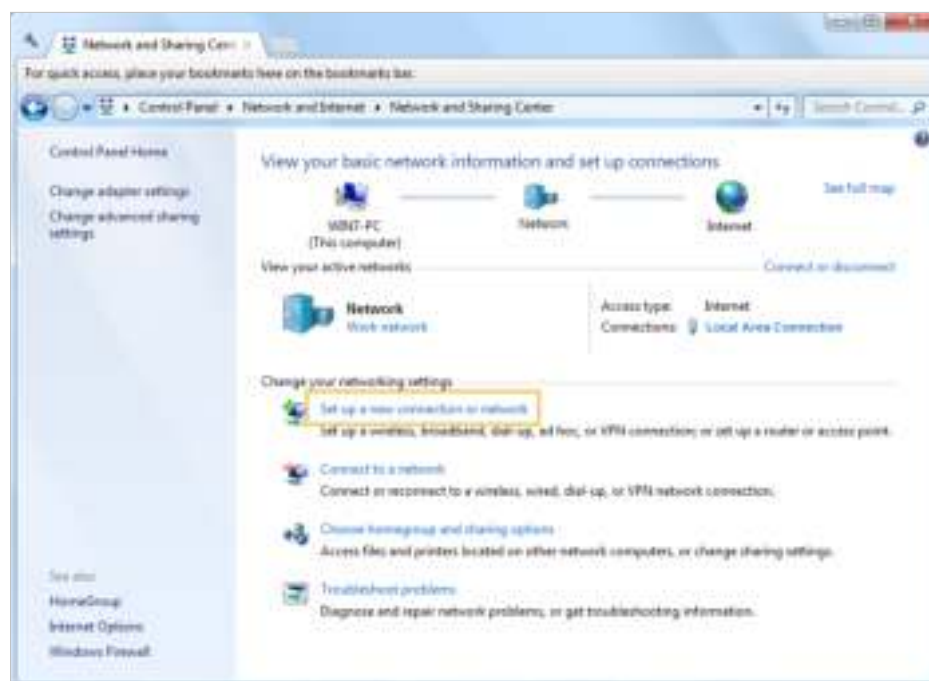 Network and Sharing Cen
For quick access, place your bookmarks here on the bookmarks bar.
Control Panel Network and Internet Network and Sharing Center
Search Control
Control Panel Home
Change adapter settings
Change advanced sharing
settings
View your basic network information and set up connections
See full map
WIN7-PC
(This computer)
Network
Internet
View your active networks
Connect or disconnect
Network
Work network
Access type: Internet
Connections: Local Area Connection
Change your networking settings
Set up a new connection or network
Set up a wireless, broadband, dial-up, ad hoc, or VPN connection; or set up a router or access point.
Connect to a network
Connect or reconnect to a wireless, wired, dial-up, or VPN network connection.
Choose homegroup and sharing options
Access files and printers located on other network computers, or change sharing settings.
Troubleshoot problems
Diagnose and repair network problems, or get troubleshooting information.
See also
HomeGroup
Internet Options
Windows Firewall